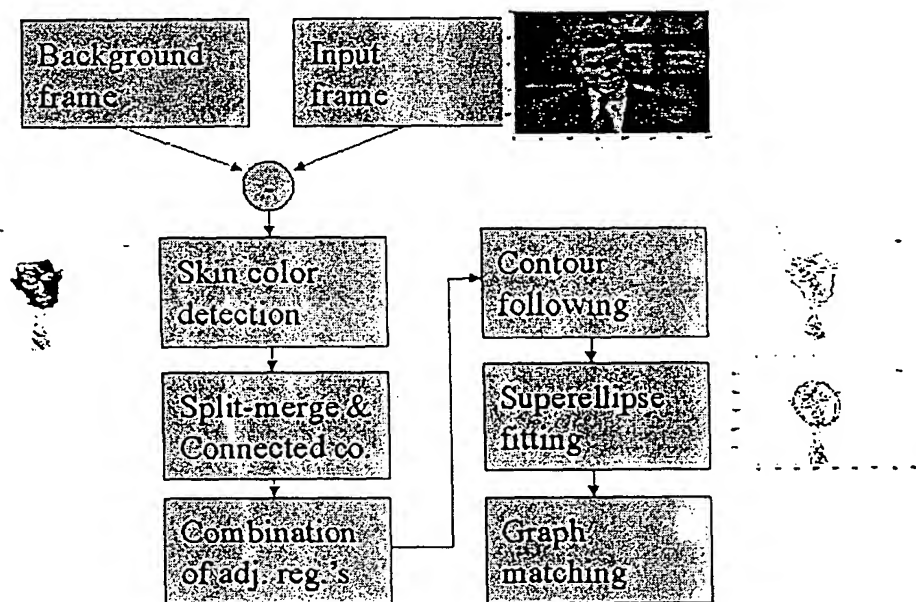 Background
frame
Input
frame
-
Skin color
detection
Split-merge &
Connected co.
Combination
of adj. reg.'s
Contour
following
Superellipse
fitting
Graph
matching